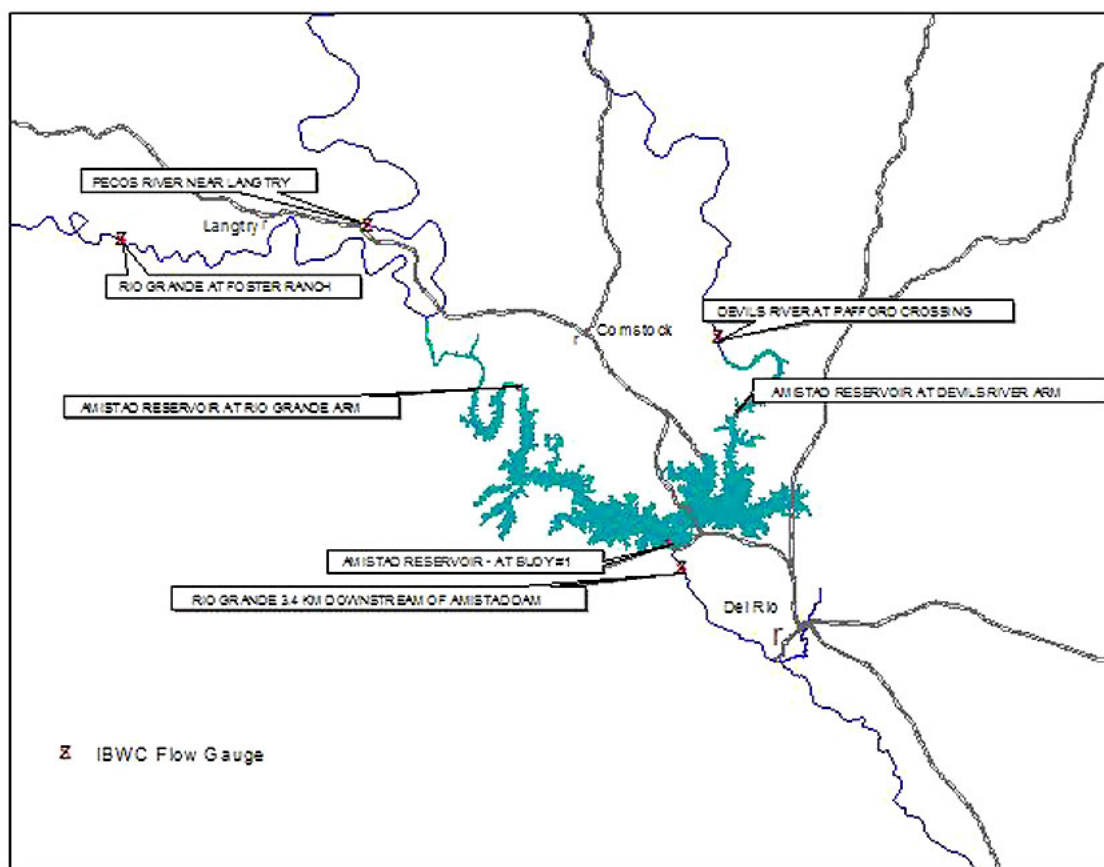 PECOS RIVER NEAR LANGTRY
Langtry r
RIO GRANDE AT FOSTER RANCH
DEVILS RIVER AT PAFFORD CROSSING
r Comstock
AMISTAD RESERVOIR AT RIO GRANDE ARM
AMISTAD RESERVOIR AT DEVILS RIVER ARM
AMISTAD RESERVOIR - AT BUOY #1
RIO GRANDE 3.4 KM DOWNSTREAM OF AMISTAD DAM
Del Rio
r
IBWC Flow Gauge